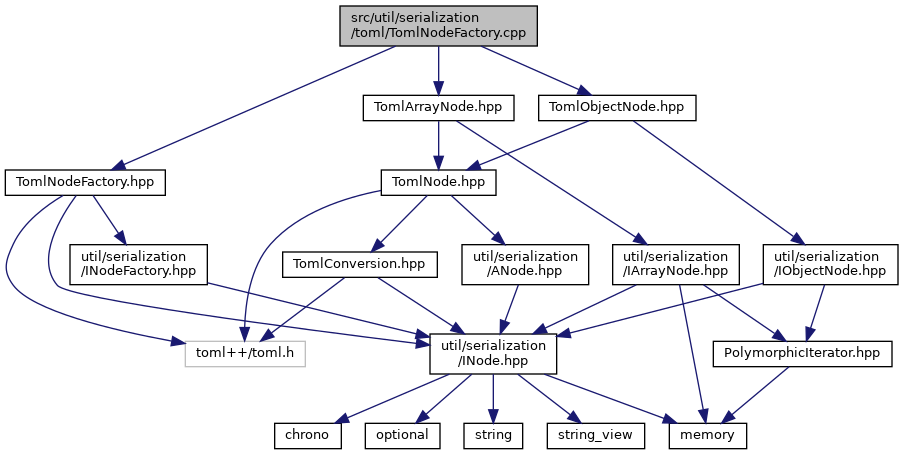 src/util/serialization
/toml/TomlNodeFactory.cpp
TomlArrayNode.hpp
TomlObjectNode.hpp
TomlNodeFactory.hpp
TomlNode.hpp
util/serialization
/INodeFactory.hpp
TomlConversion.hpp
util/serialization
/ANode.hpp
util/serialization
/IArrayNode.hpp
util/serialization
/IObjectNode.hpp
toml++/toml.h
util/serialization
/INode.hpp
PolymorphicIterator.hpp
chrono
optional
string
string_view
memory